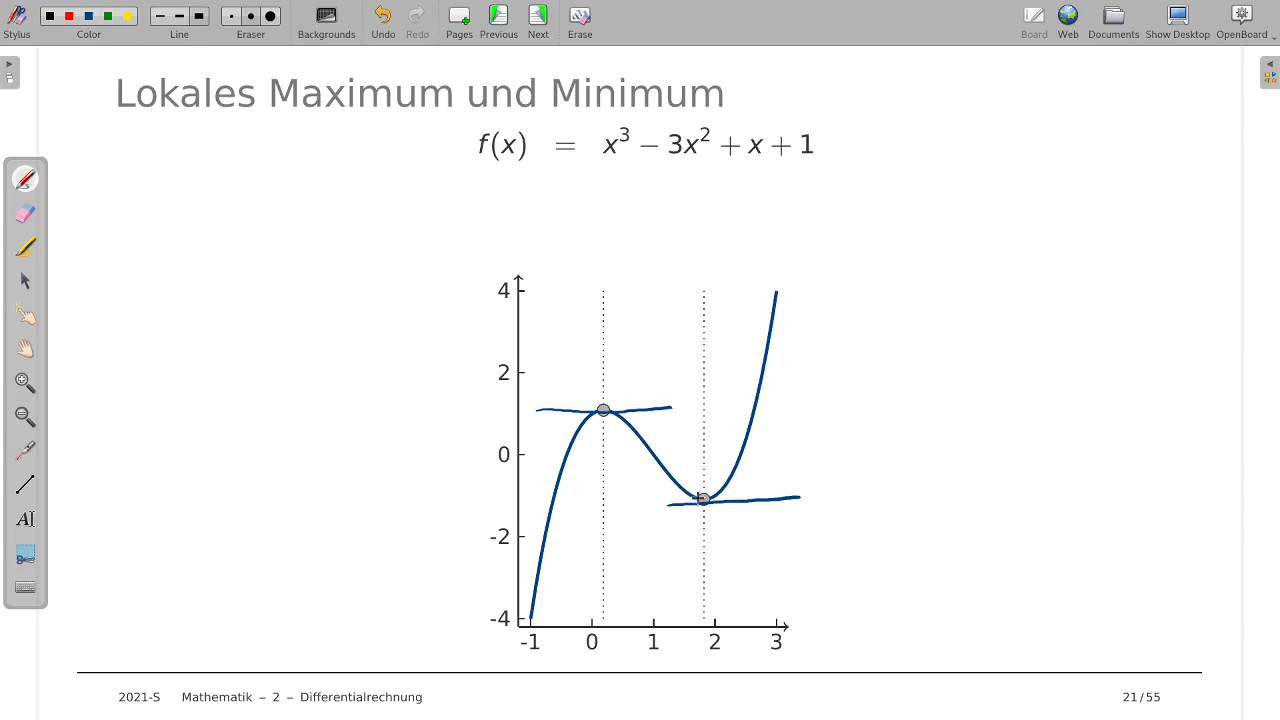 Stylus Color Line Eraser Backgrounds Undo Redo Pages Previous Next Erase Board Web Documents Show Desktop OpenBoard
Lokales Maximum und Minimum
f(x) = x³ − 3x² + x + 1
4
2
0
-2
-4
-1 0 1 2 3
2021-S Mathematik – 2 – Differentialrechnung 21/55